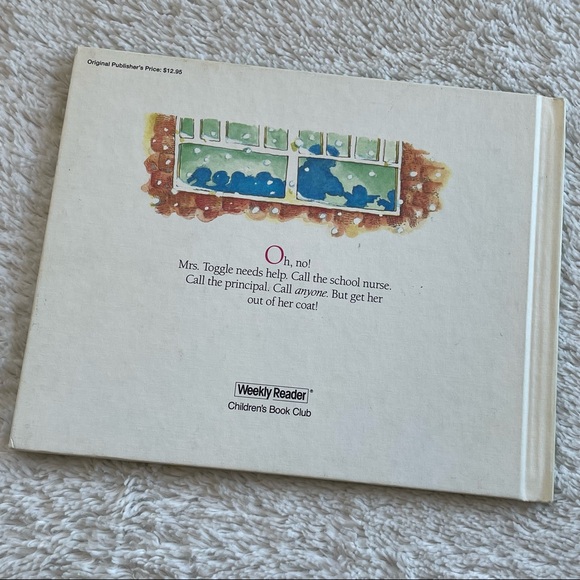 Original Publisher's Price: $12.95
Oh, no!
Mrs. Toggle needs help. Call the school nurse.
Call the principal. Call anyone. But get her
out of her coat!
Weekly Reader®
Children's Book Club